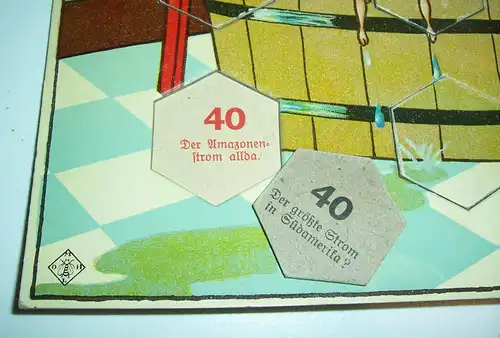 40
Der Amazonen-
strom allda.
40
Der größte Strom
in Südamerika?